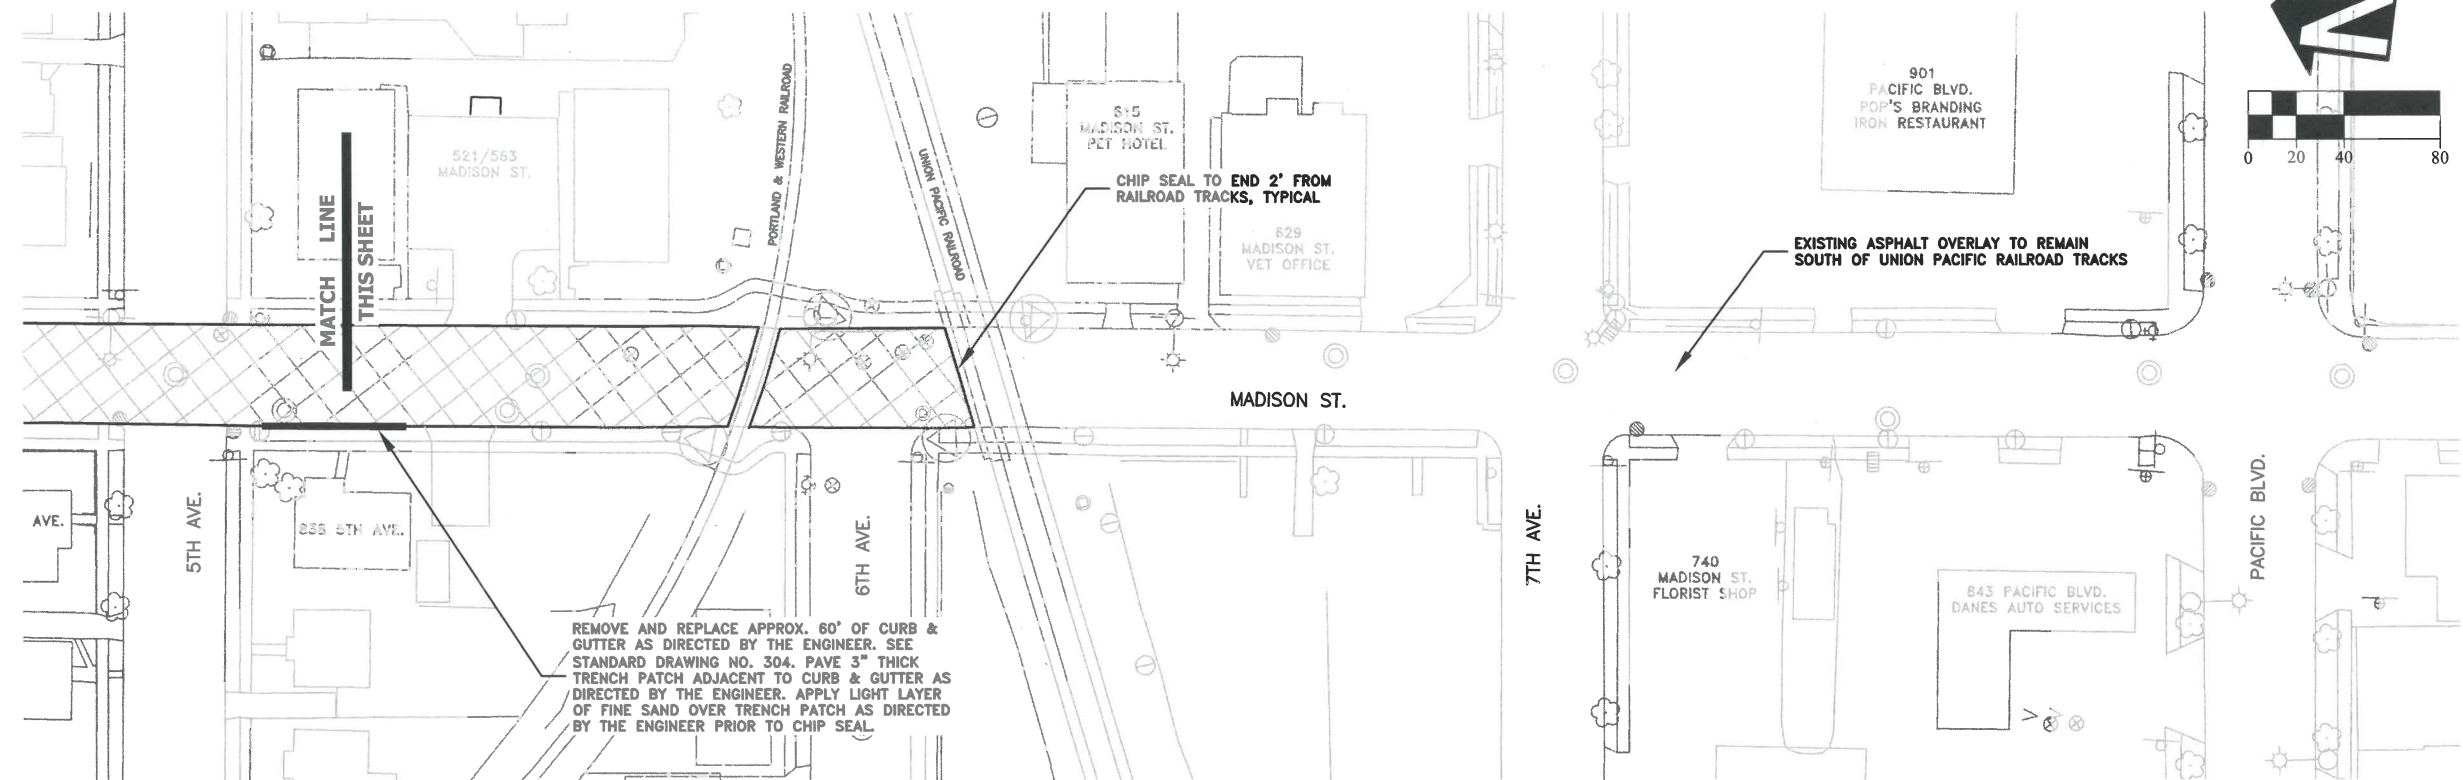 901
PACIFIC BLVD.
POP'S BRANDING
IRON RESTAURANT
0 20 40 80
615
MADISON ST.
PET HOTEL
521/563
MADISON ST.
PORTLAND & WESTERN RAILROAD
UNION PACIFIC RAILROAD
CHIP SEAL TO END 2' FROM
RAILROAD TRACKS, TYPICAL
629
MADISON ST.
VET OFFICE
EXISTING ASPHALT OVERLAY TO REMAIN
SOUTH OF UNION PACIFIC RAILROAD TRACKS
MATCH LINE
THIS SHEET
MADISON ST.
AVE.
5TH AVE.
838 5TH AVE.
6TH AVE.
7TH AVE.
PACIFIC BLVD.
740
MADISON ST.
FLORIST SHOP
843 PACIFIC BLVD.
DANES AUTO SERVICES
REMOVE AND REPLACE APPROX. 60' OF CURB &
GUTTER AS DIRECTED BY THE ENGINEER. SEE
STANDARD DRAWING NO. 304. PAVE 3" THICK
TRENCH PATCH ADJACENT TO CURB & GUTTER AS
DIRECTED BY THE ENGINEER. APPLY LIGHT LAYER
OF FINE SAND OVER TRENCH PATCH AS DIRECTED
BY THE ENGINEER PRIOR TO CHIP SEAL.